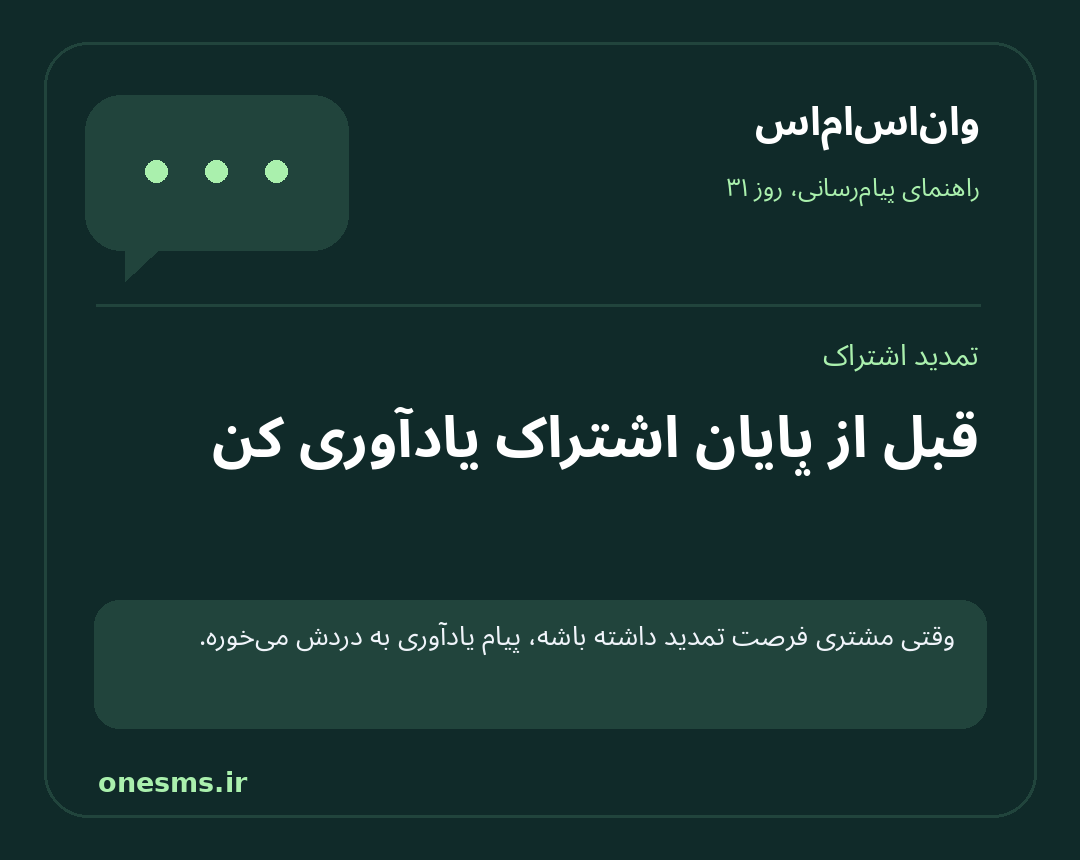 وان‌اس‌ام‌اس
راهنمای پیام‌رسانی، روز ۳۱
تمدید اشتراک
قبل از پایان اشتراک یادآوری کن
وقتی مشتری فرصت تمدید داشته باشه، پیام یادآوری به دردش می‌خوره.
onesms.ir